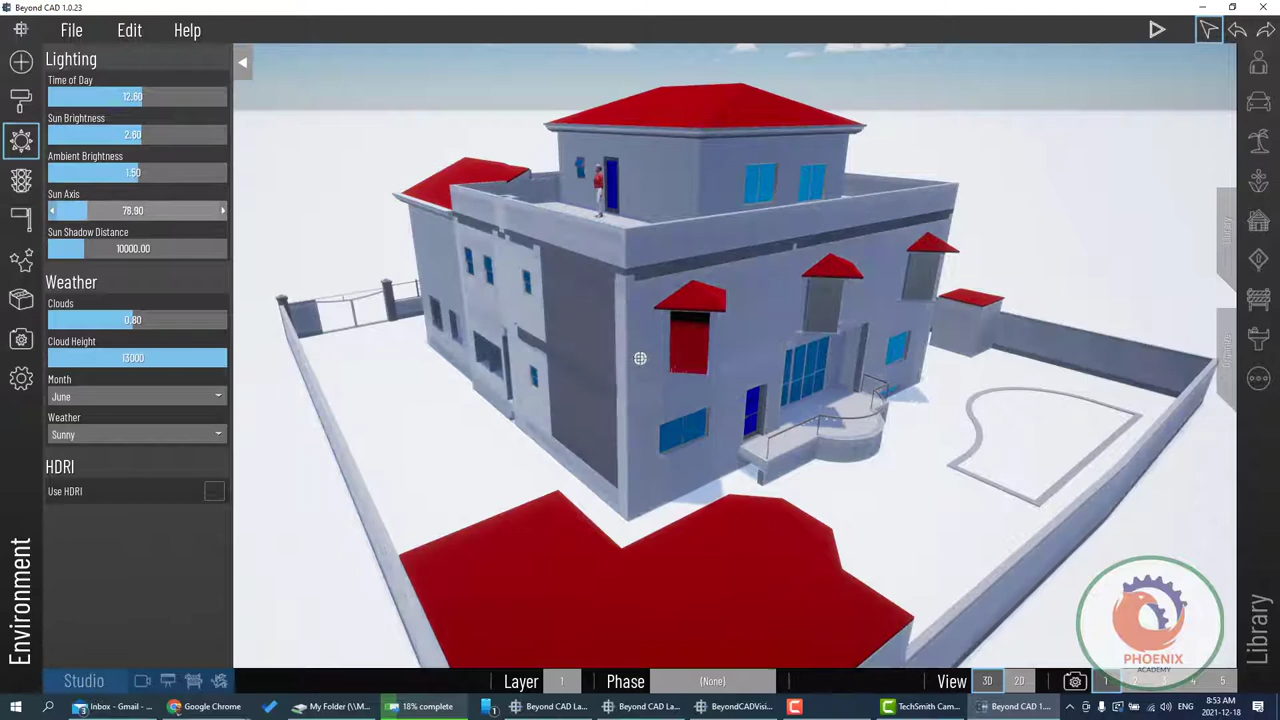 Beyond CAD 1.0.23
File
Edit
Help
Lighting
Time of Day
12.60
Sun Brightness
2.60
Ambient Brightness
1.50
Sun Axis
78.90
Sun Shadow Distance
10000.00
Weather
Clouds
0.80
Cloud Height
13000
Month
June
Weather
Sunny
HDRI
Use HDRI
Environment
Library
Organize
Library
PHOENIX
ACADEMY
Studio
Layer
1
Phase
(None)
View
3D
2D
1
2
3
4
5
Inbox - Gmail - ...
Google Chrome
My Folder (\\M...
18% complete
Beyond CAD La...
Beyond CAD La...
BeyondCADVisi...
TechSmith Cam...
Beyond CAD 1...
8:53 AM
2021-12-18